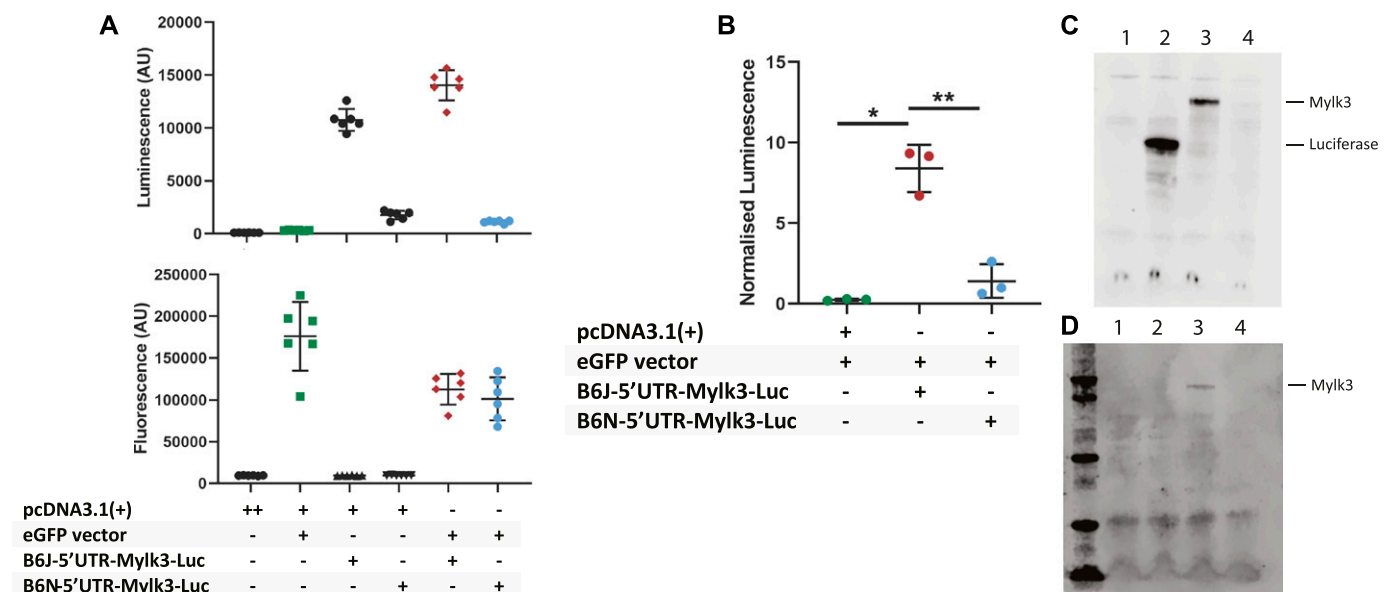 A
Luminescence (AU)
20000
15000
10000
5000
0
Fluorescence (AU)
250000
200000
150000
100000
50000
0
pcDNA3.1(+) ++ + + + - -
eGFP vector - + - - + +
B6J-5’UTR-Mylk3-Luc - - + - + -
B6N-5’UTR-Mylk3-Luc - - - + - +
B
Normalised Luminescence
15
10
5
0
* **
pcDNA3.1(+) + - -
eGFP vector + + +
B6J-5’UTR-Mylk3-Luc - + -
B6N-5’UTR-Mylk3-Luc - - +
C
1 2 3 4
Mylk3
Luciferase
D
1 2 3 4
Mylk3